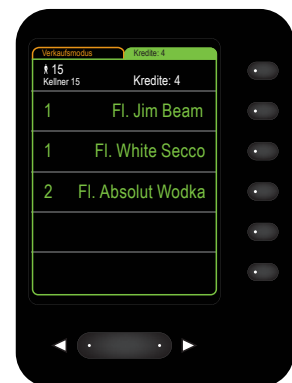 Verkaufsmodus Kredite: 4
15
Kellner 15 Kredite: 4
1 Fl. Jim Beam
1 Fl. White Secco
2 Fl. Absolut Wodka